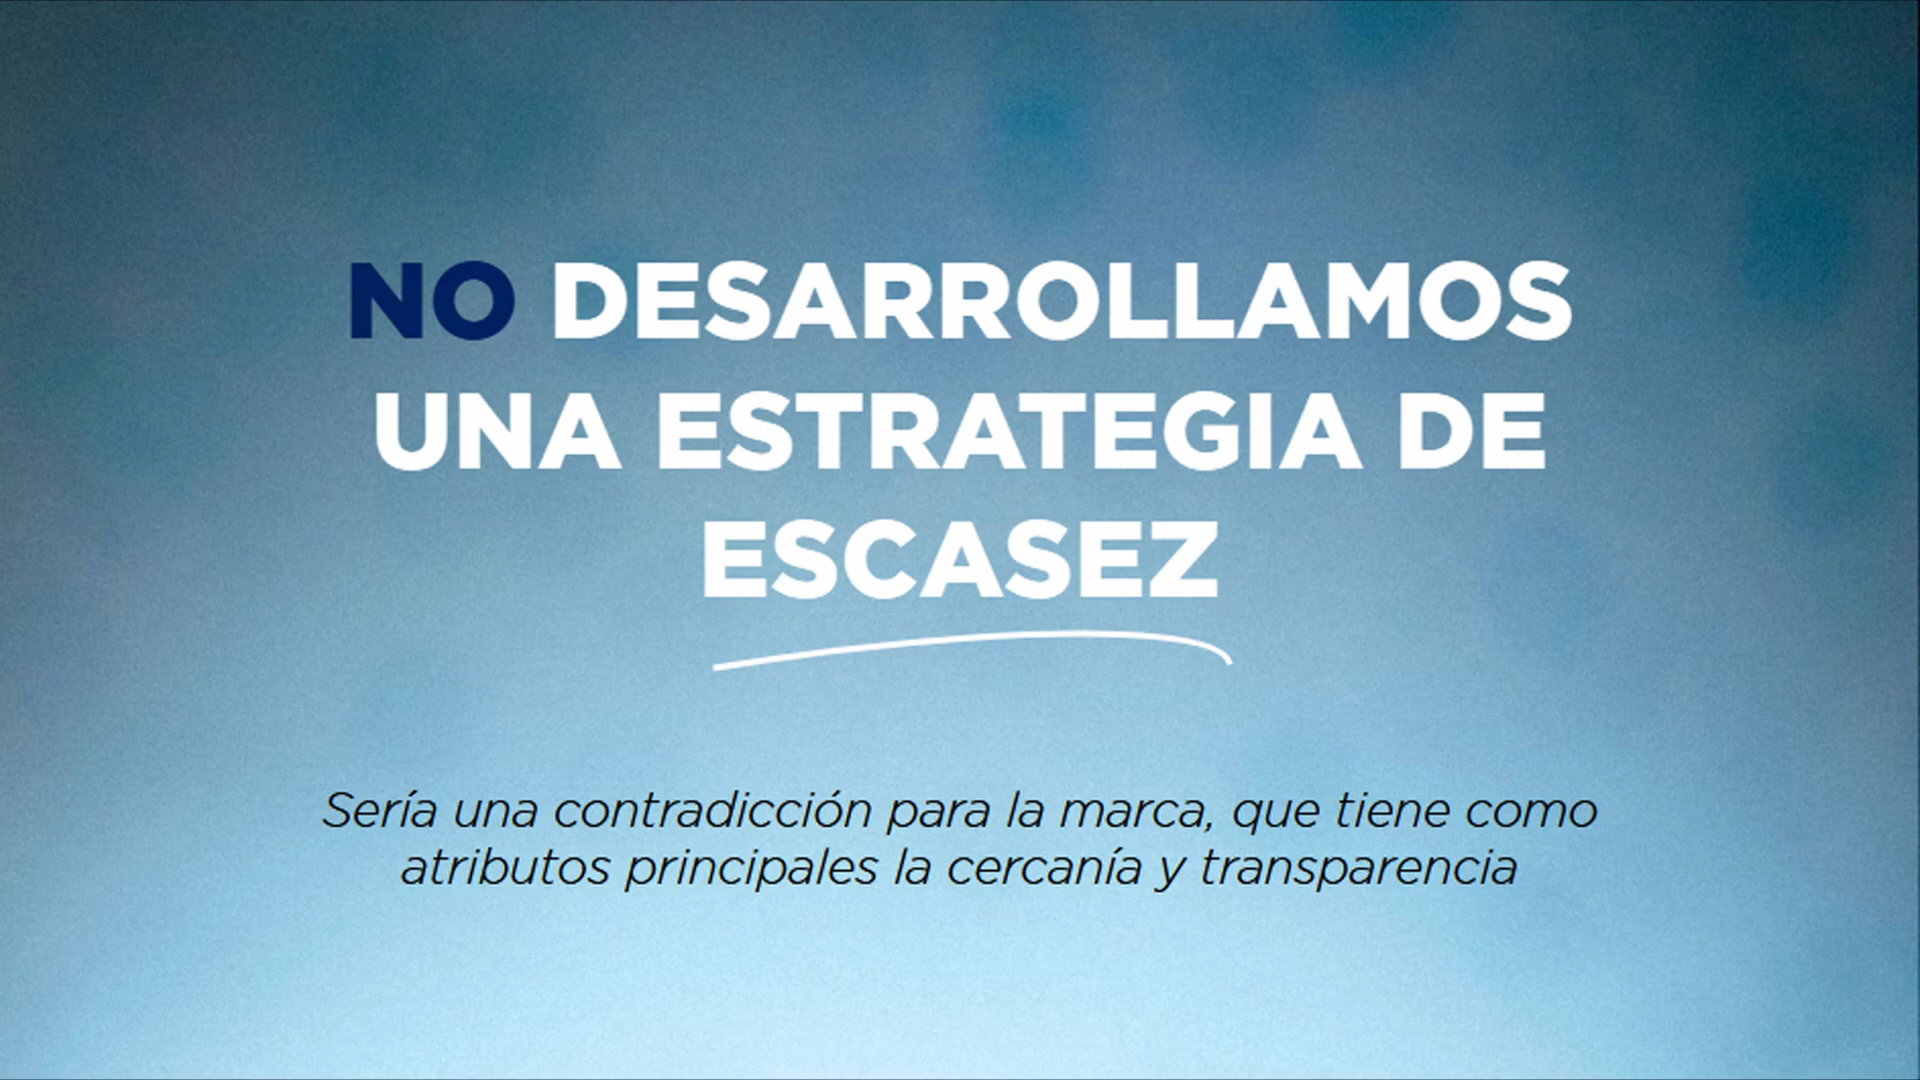 NO DESARROLLAMOS
UNA ESTRATEGIA DE
ESCASEZ
Sería una contradicción para la marca, que tiene como
atributos principales la cercanía y transparencia